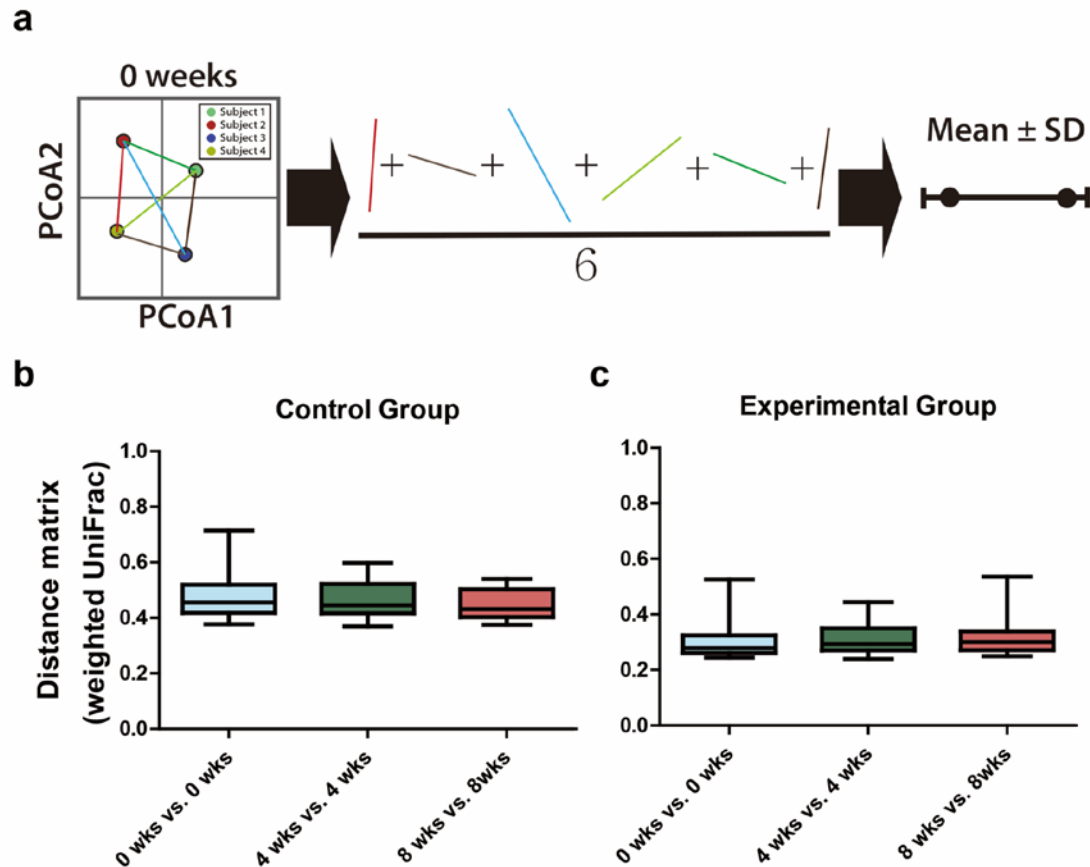 a
0 weeks
Subject 1
Subject 2
Subject 3
Subject 4
PCoA2
PCoA1
+ + + + +
6
Mean ± SD
b
Control Group
Distance matrix
(weighted UniFrac)
1.0
0.8
0.6
0.4
0.2
0.0
0 wks vs. 0 wks
4 wks vs. 4 wks
8 wks vs. 8wks
c
Experimental Group
1.0
0.8
0.6
0.4
0.2
0.0
0 wks vs. 0 wks
4 wks vs. 4 wks
8 wks vs. 8wks